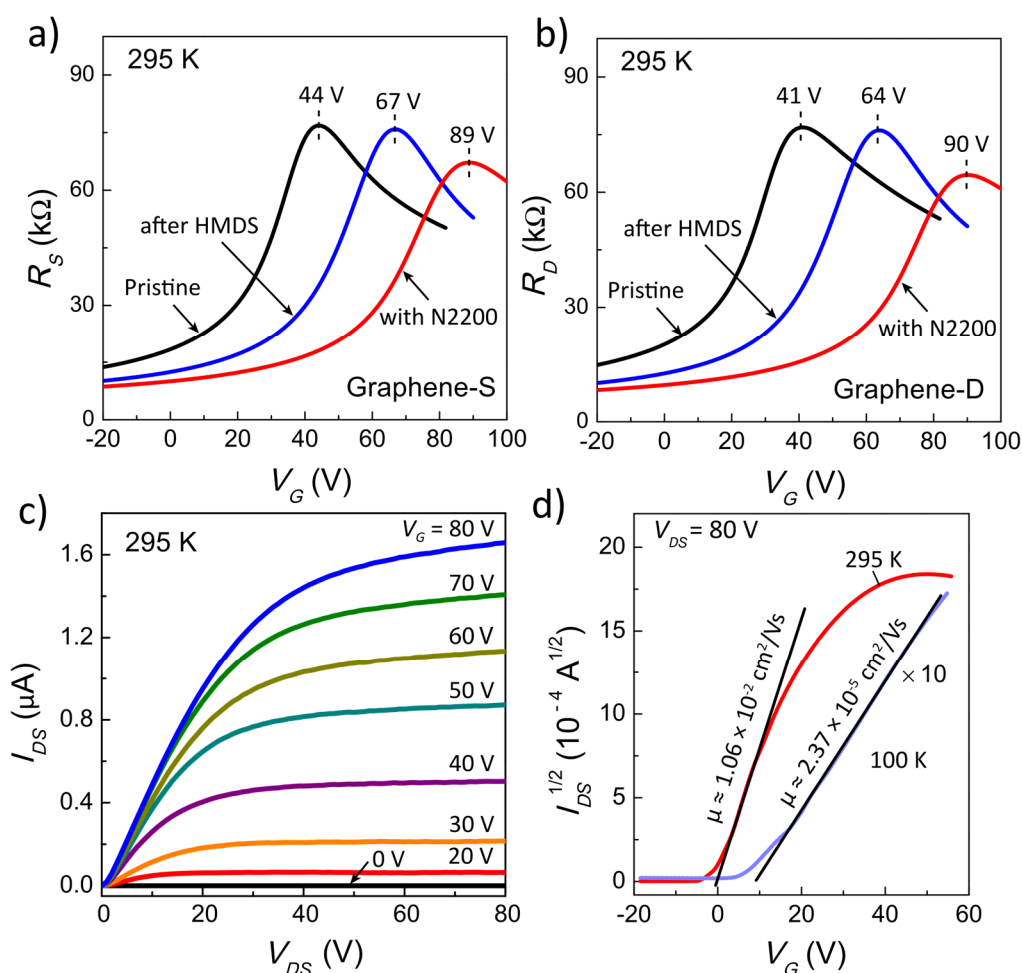 a)
295 K
44 V
67 V
89 V
after HMDS
Pristine
with N2200
Graphene-S
R_S (kΩ)
90
60
30
0
-20 0 20 40 60 80 100
V_G (V)
b)
295 K
41 V
64 V
90 V
after HMDS
Pristine
with N2200
Graphene-D
R_D (kΩ)
90
60
30
0
-20 0 20 40 60 80 100
V_G (V)
c)
295 K
V_G = 80 V
70 V
60 V
50 V
40 V
30 V
0 V
20 V
I_DS (μA)
1.6
1.2
0.8
0.4
0.0
0 20 40 60 80
V_DS (V)
d)
V_DS = 80 V
295 K
μ ≈ 1.06 × 10^-2 cm^2/Vs
μ ≈ 2.37 × 10^-5 cm^2/Vs
× 10
100 K
I_DS^1/2 (10^-4 A^1/2)
20
15
10
5
0
-20 0 20 40 60
V_G (V)